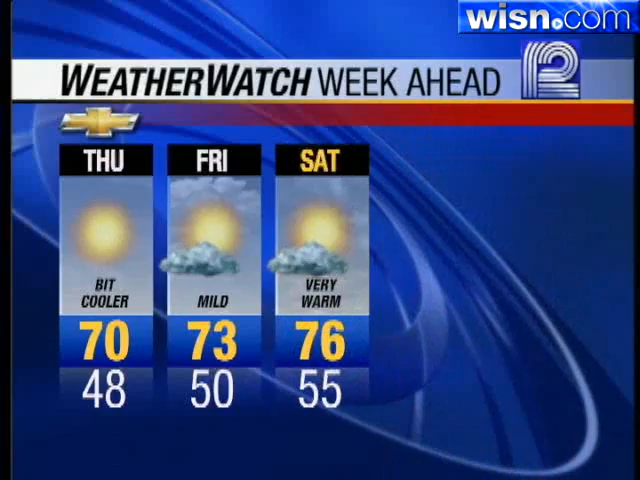 wisn.com
WEATHERWATCH WEEK AHEAD 12
THU FRI SAT
BIT COOLER MILD VERY WARM
70 73 76
48 50 55